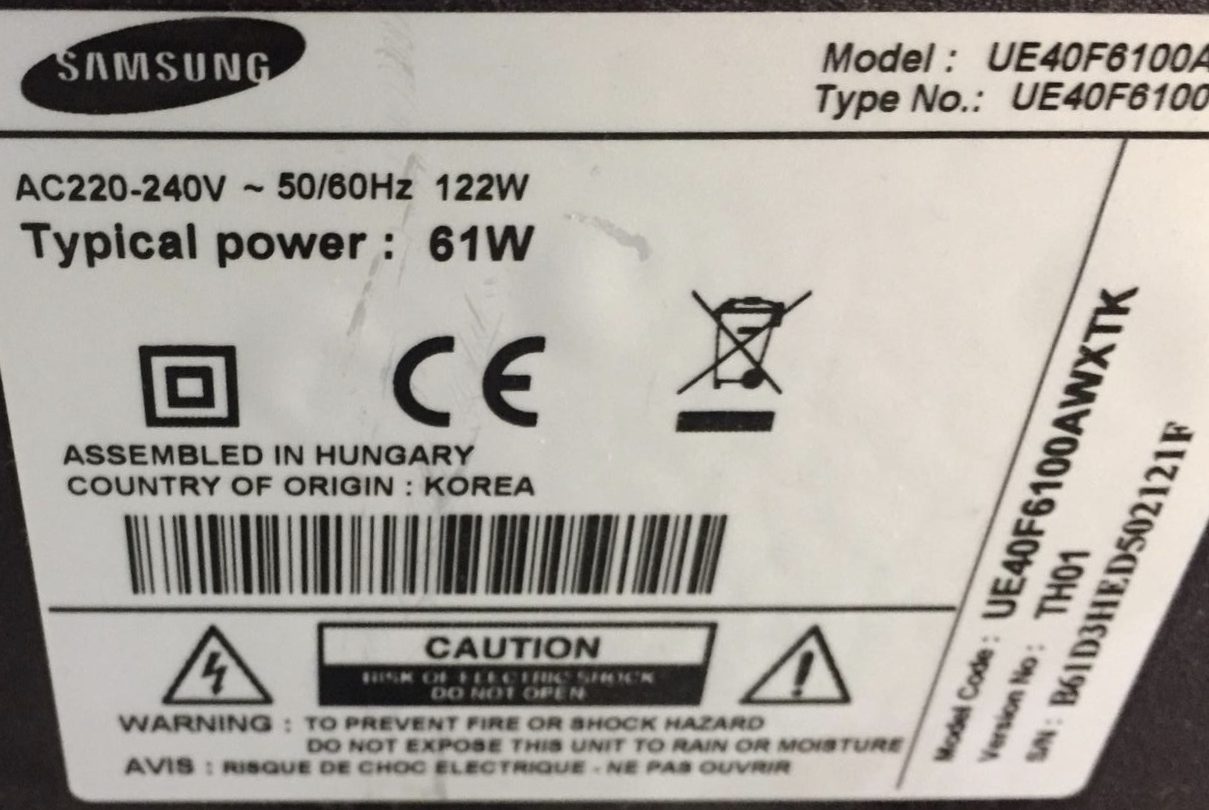 SAMSUNG
Model : UE40F6100A
Type No.: UE40F6100
AC220-240V ~ 50/60Hz 122W
Typical power : 61W
CE
ASSEMBLED IN HUNGARY
COUNTRY OF ORIGIN : KOREA
CAUTION
RISK OF ELECTRIC SHOCK
DO NOT OPEN
WARNING : TO PREVENT FIRE OR SHOCK HAZARD
DO NOT EXPOSE THIS UNIT TO RAIN OR MOISTURE
AVIS : RISQUE DE CHOC ELECTRIQUE - NE PAS OUVRIR
Model Code : UE40F6100AWXTK
Version No : TH01
S/N : B61D3HED502121F